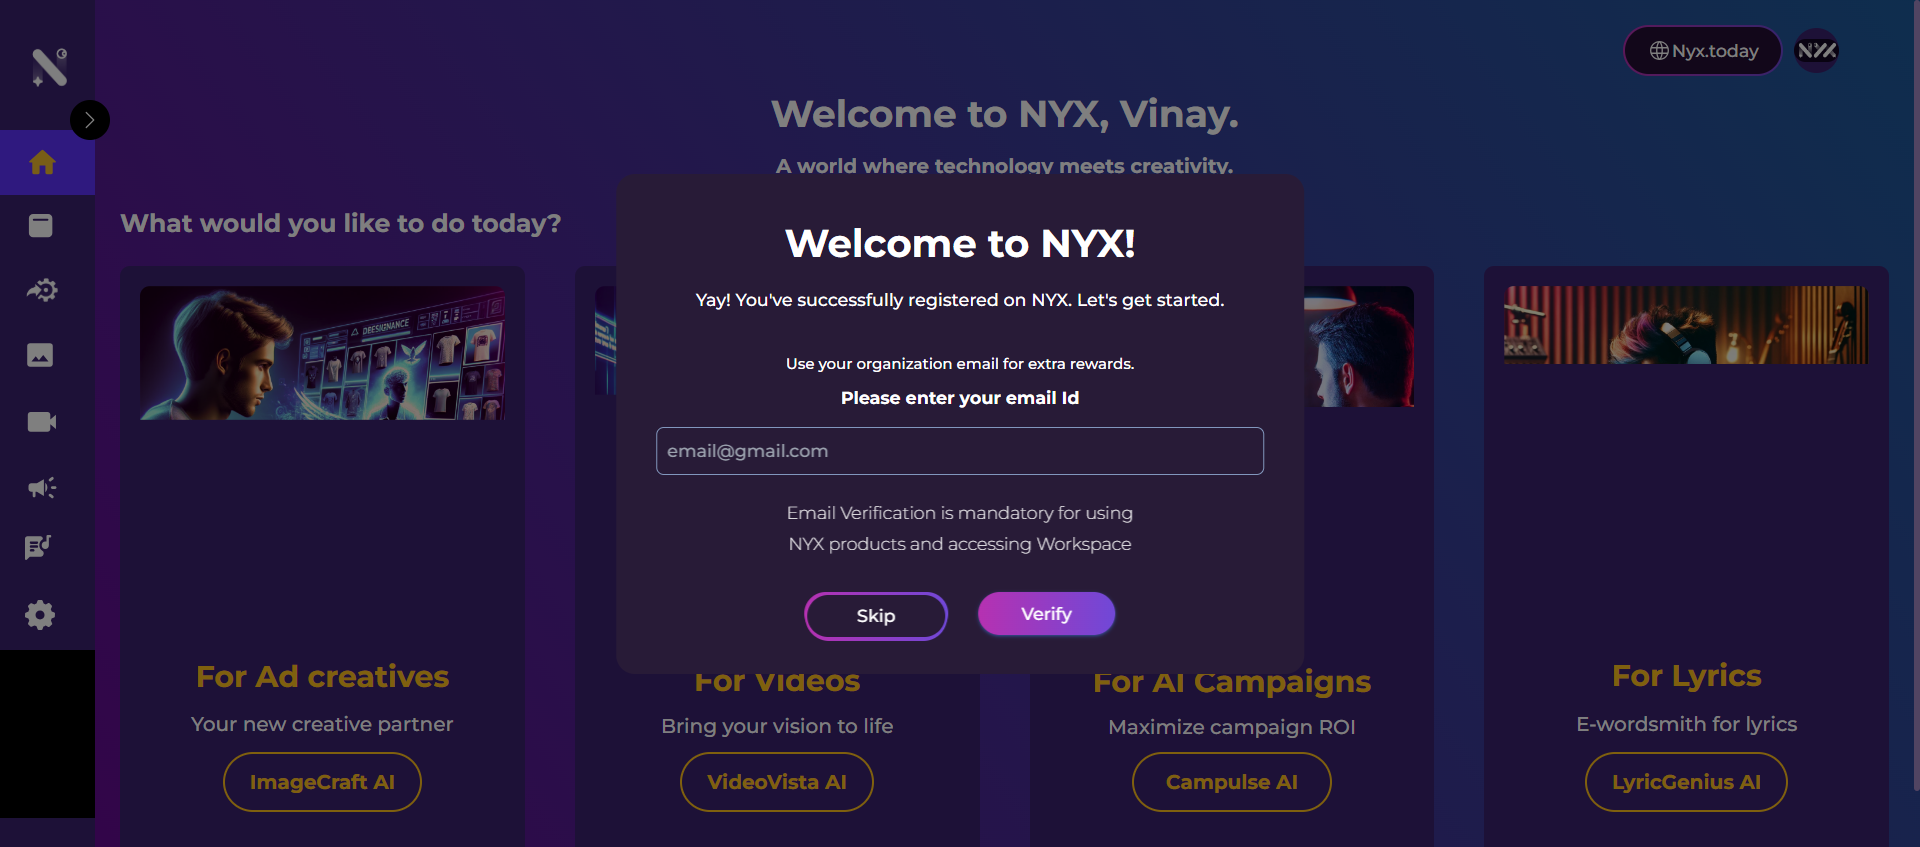 Nyx.today
NYX
Welcome to NYX, Vinay.
A world where technology meets creativity.
What would you like to do today?
DEESIGNANCE
Welcome to NYX!
Yay! You've successfully registered on NYX. Let's get started.
Use your organization email for extra rewards.
Please enter your email Id
email@gmail.com
Email Verification is mandatory for using
NYX products and accessing Workspace
Skip
Verify
For Ad creatives
Your new creative partner
ImageCraft AI
For Videos
Bring your vision to life
VideoVista AI
For AI Campaigns
Maximize campaign ROI
Campulse AI
For Lyrics
E-wordsmith for lyrics
LyricGenius AI